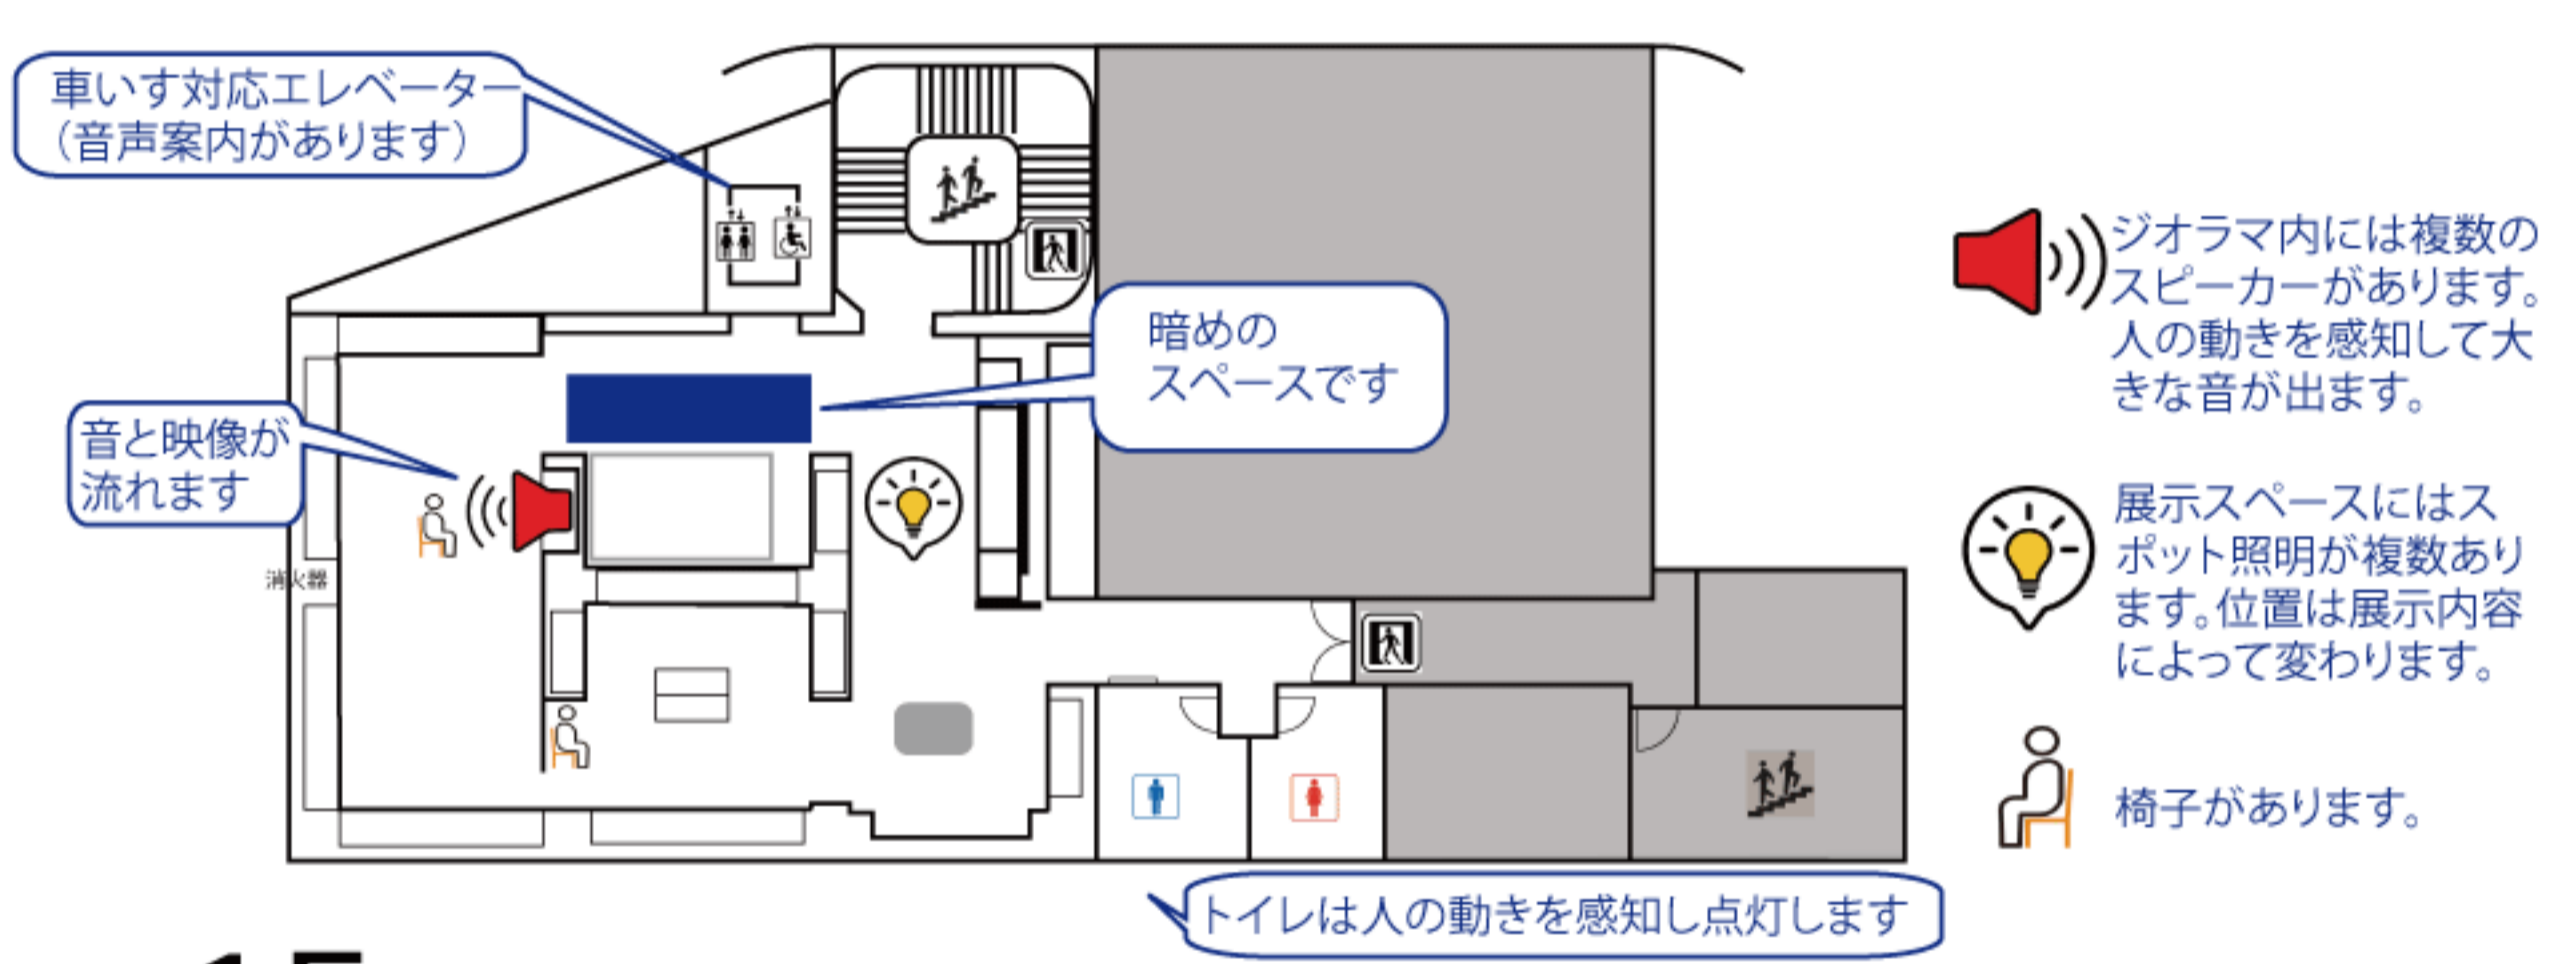 車いす対応エレベーター
（音声案内があります）
暗めの
スペースです
音と映像が
流れます
消火器
トイレは人の動きを感知し点灯します
ジオラマ内には複数の
スピーカーがあります。
人の動きを感知して大
きな音が出ます。
展示スペースにはス
ポット照明が複数あり
ます。位置は展示内容
によって変わります。
椅子があります。